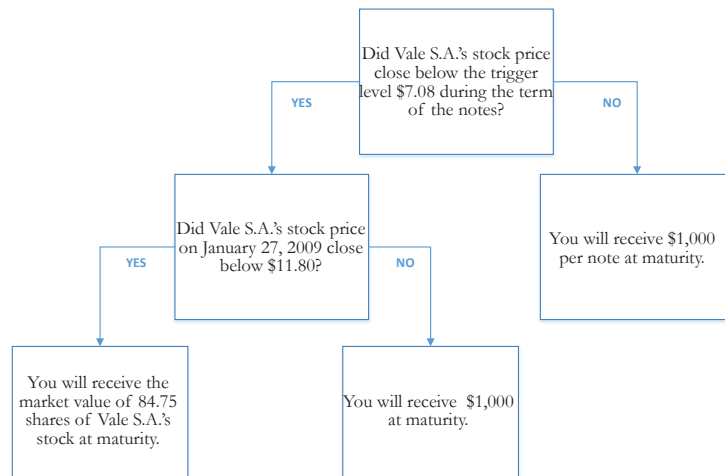 Did Vale S.A.'s stock price
close below the trigger
level $7.08 during the term
of the notes?
YES
NO
Did Vale S.A.'s stock price
on January 27, 2009 close
below $11.80?
You will receive $1,000
per note at maturity.
YES
NO
You will receive the
market value of 84.75
shares of Vale S.A.'s
stock at maturity.
You will receive $1,000
at maturity.